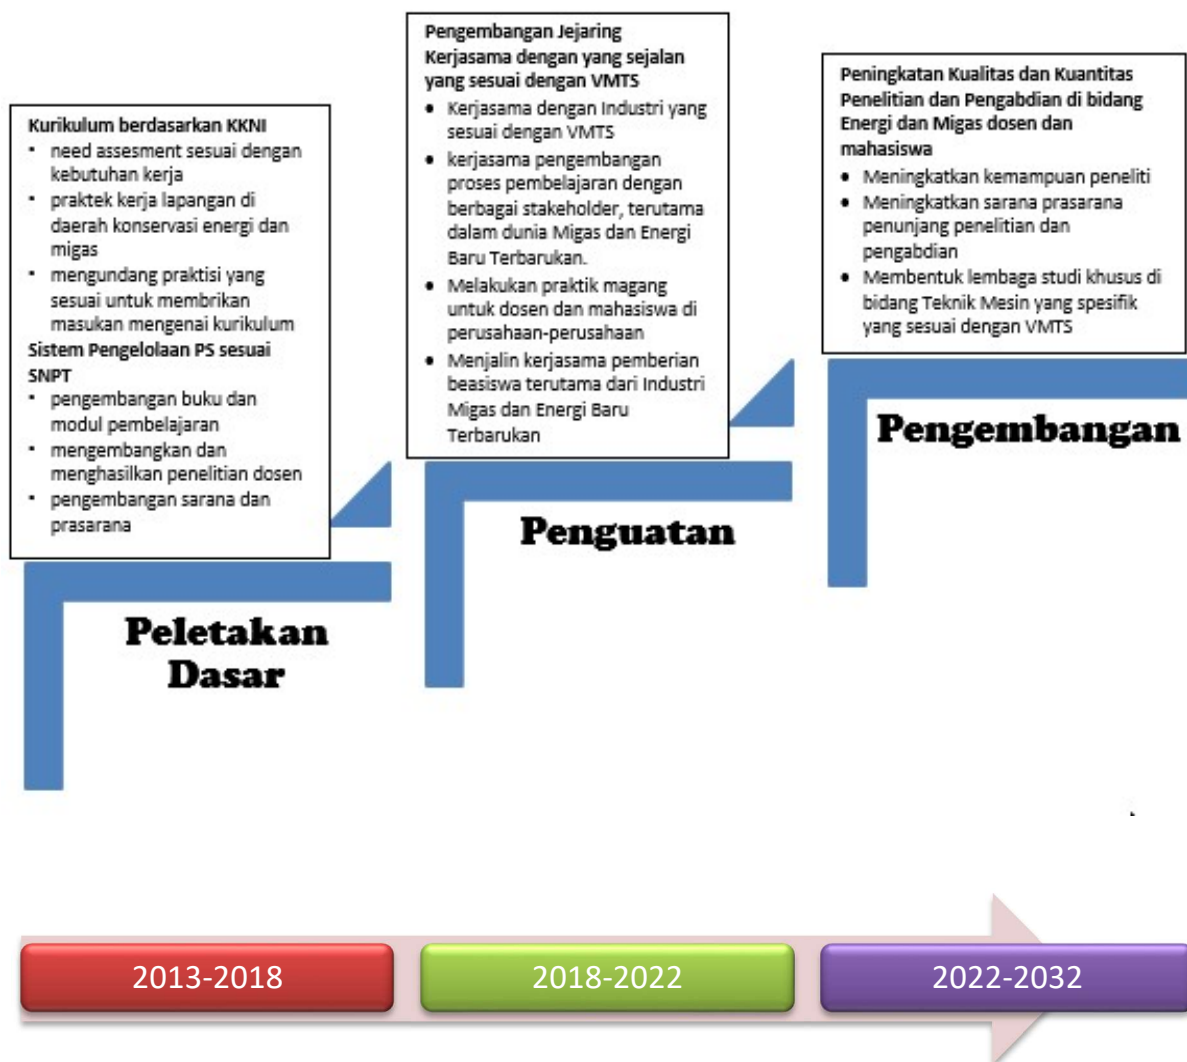 Kurikulum berdasarkan KKNI
▪ need assesment sesuai dengan
kebutuhan kerja
▪ praktek kerja lapangan di
daerah konservasi energi dan
migas
▪ mengundang praktisi yang
sesuai untuk membrikan
masukan mengenai kurikulum
Sistem Pengelolaan PS sesuai
SNPT
▪ pengembangan buku dan
modul pembelajaran
▪ mengembangkan dan
menghasilkan penelitian dosen
▪ pengembangan sarana dan
prasarana
Peletakan
Dasar
Pengembangan Jejaring
Kerjasama dengan yang sejalan
yang sesuai dengan VMTS
• Kerjasama dengan Industri yang
sesuai dengan VMTS
• kerjasama pengembangan
proses pembelajaran dengan
berbagai stakeholder, terutama
dalam dunia Migas dan Energi
Baru Terbarukan.
• Melakukan praktik magang
untuk dosen dan mahasiswa di
perusahaan-perusahaan
• Menjalin kerjasama pemberian
beasiswa terutama dari Industri
Migas dan Energi Baru
Terbarukan
Penguatan
Peningkatan Kualitas dan Kuantitas
Penelitian dan Pengabdian di bidang
Energi dan Migas dosen dan
mahasiswa
• Meningkatkan kemampuan peneliti
• Meningkatkan sarana prasarana
penunjang penelitian dan
pengabdian
• Membentuk lembaga studi khusus di
bidang Teknik Mesin yang spesifik
yang sesuai dengan VMTS
Pengembangan
2013-2018
2018-2022
2022-2032